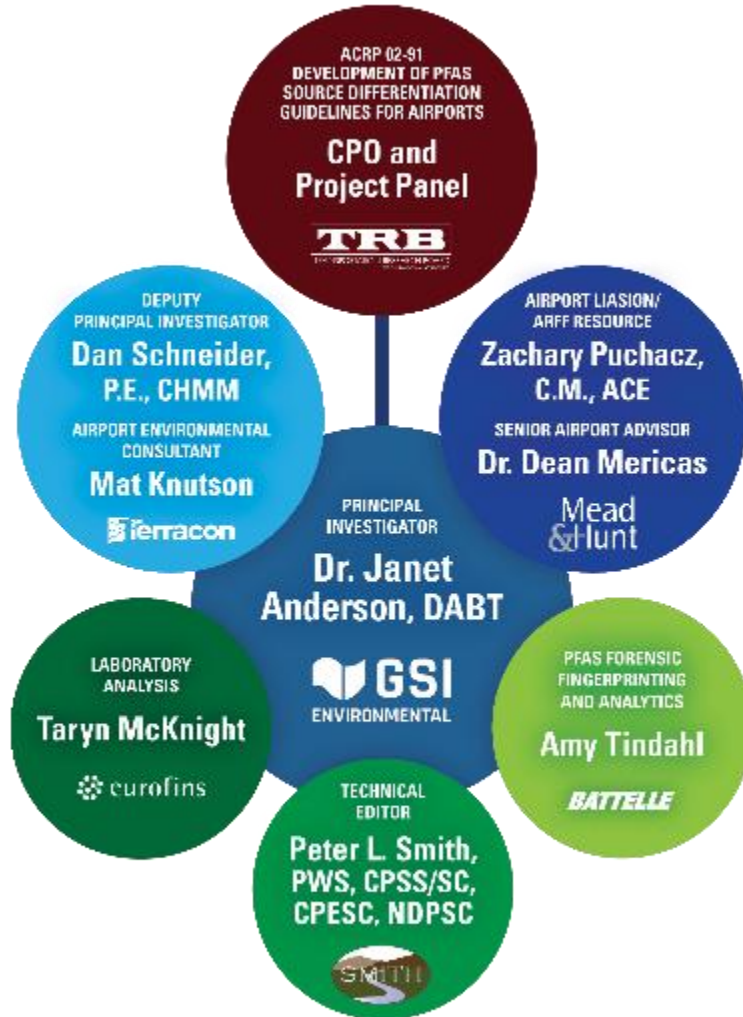 ACRP 02-91
DEVELOPMENT OF PFAS
SOURCE DIFFERENTIATION
GUIDELINES FOR AIRPORTS
CPO and
Project Panel
TRB
DEPUTY
PRINCIPAL INVESTIGATOR
Dan Schneider,
P.E., CHMM
AIRPORT ENVIRONMENTAL
CONSULTANT
Mat Knutson
Terracon
AIRPORT LIASION/
ARFF RESOURCE
Zachary Puchacz,
C.M., ACE
SENIOR AIRPORT ADVISOR
Dr. Dean Mericas
Mead
&Hunt
PRINCIPAL
INVESTIGATOR
Dr. Janet
Anderson, DABT
GSI
ENVIRONMENTAL
LABORATORY
ANALYSIS
Taryn McKnight
eurofins
PFAS FORENSIC
FINGERPRINTING
AND ANALYTICS
Amy Tindahl
BATTELLE
TECHNICAL
EDITOR
Peter L. Smith,
PWS, CPSS/SC,
CPESC, NDPSC
SMITH